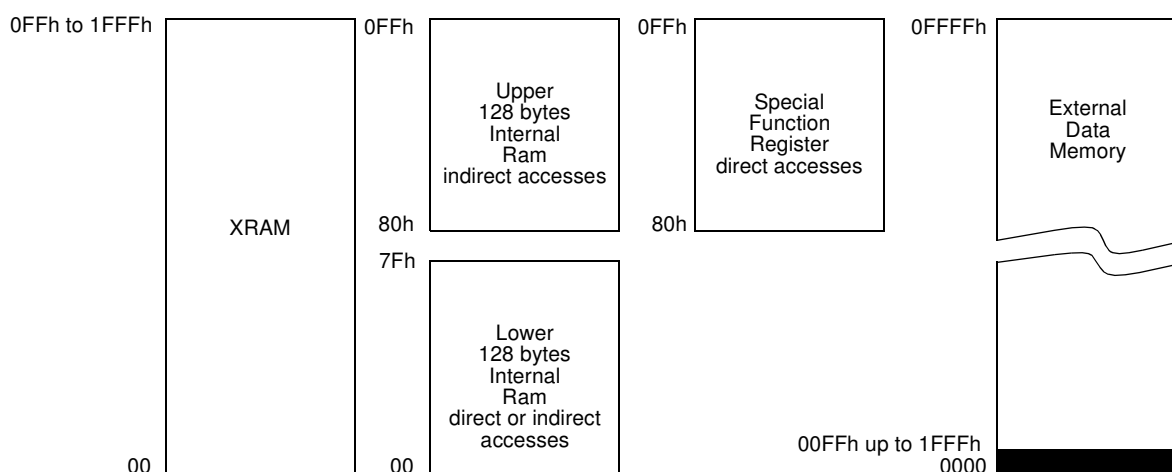 0FFh to 1FFFh
XRAM
00
0FFh
Upper
128 bytes
Internal
Ram
indirect accesses
80h
7Fh
Lower
128 bytes
Internal
Ram
direct or indirect
accesses
00
0FFh
Special
Function
Register
direct accesses
80h
0FFFFh
External
Data
Memory
00FFh up to 1FFFh
0000